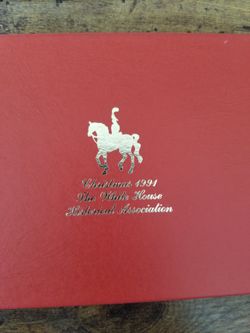 Christmas 1991
The White House
Historical Association